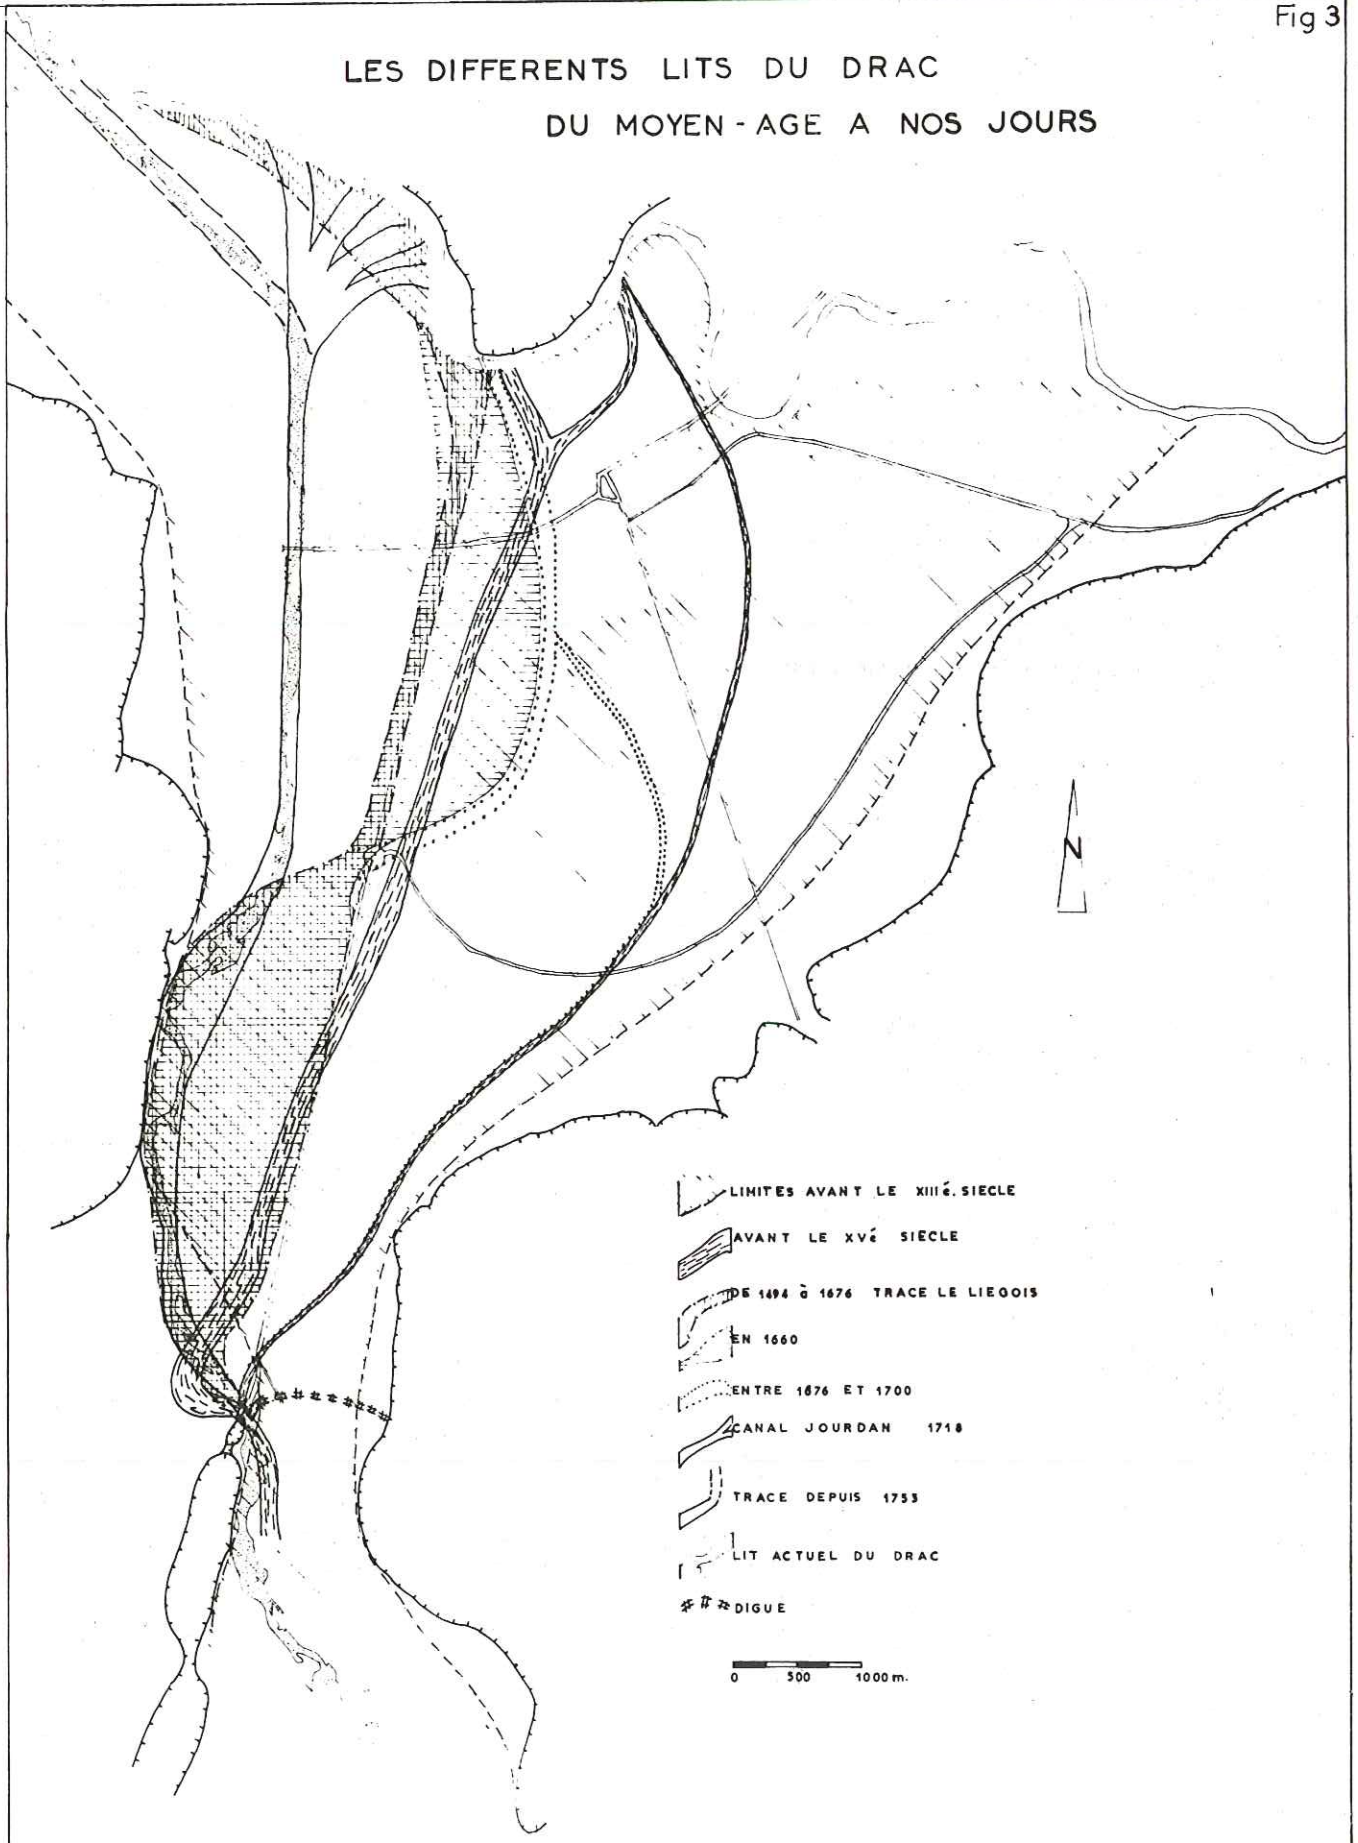 Fig 3
LES DIFFERENTS LITS DU DRAC
DU MOYEN - AGE A NOS JOURS
N
LIMITES AVANT LE XIIIé. SIECLE
AVANT LE XVé SIÈCLE
DE 1494 à 1676 TRACE LE LIEGOIS
EN 1660
ENTRE 1676 ET 1700
CANAL JOURDAN 1718
TRACE DEPUIS 1753
LIT ACTUEL DU DRAC
DIGUE
0 500 1000 m.